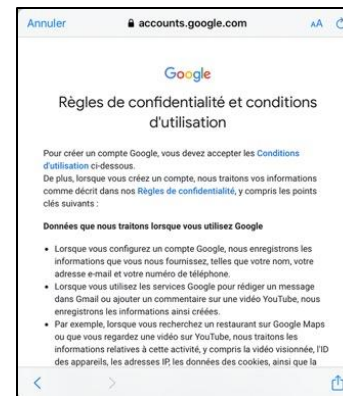 Annuler
accounts.google.com
AA
Google
Règles de confidentialité et conditions
d'utilisation
Pour créer un compte Google, vous devez accepter les Conditions
d'utilisation ci-dessous.
De plus, lorsque vous créez un compte, nous traitons vos informations
comme décrit dans nos Règles de confidentialité, y compris les points
clés suivants :
Données que nous traitons lorsque vous utilisez Google
• Lorsque vous configurez un compte Google, nous enregistrons les
informations que vous nous fournissez, telles que votre nom, votre
adresse e-mail et votre numéro de téléphone.
• Lorsque vous utilisez les services Google pour rédiger un message
dans Gmail ou ajouter un commentaire sur une vidéo YouTube, nous
enregistrons les informations ainsi créées.
• Par exemple, lorsque vous recherchez un restaurant sur Google Maps
ou que vous regardez une vidéo sur YouTube, nous traitons les
informations relatives à cette activité, y compris la vidéo visionnée, l'ID
des appareils, les adresses IP, les données des cookies, ainsi que la